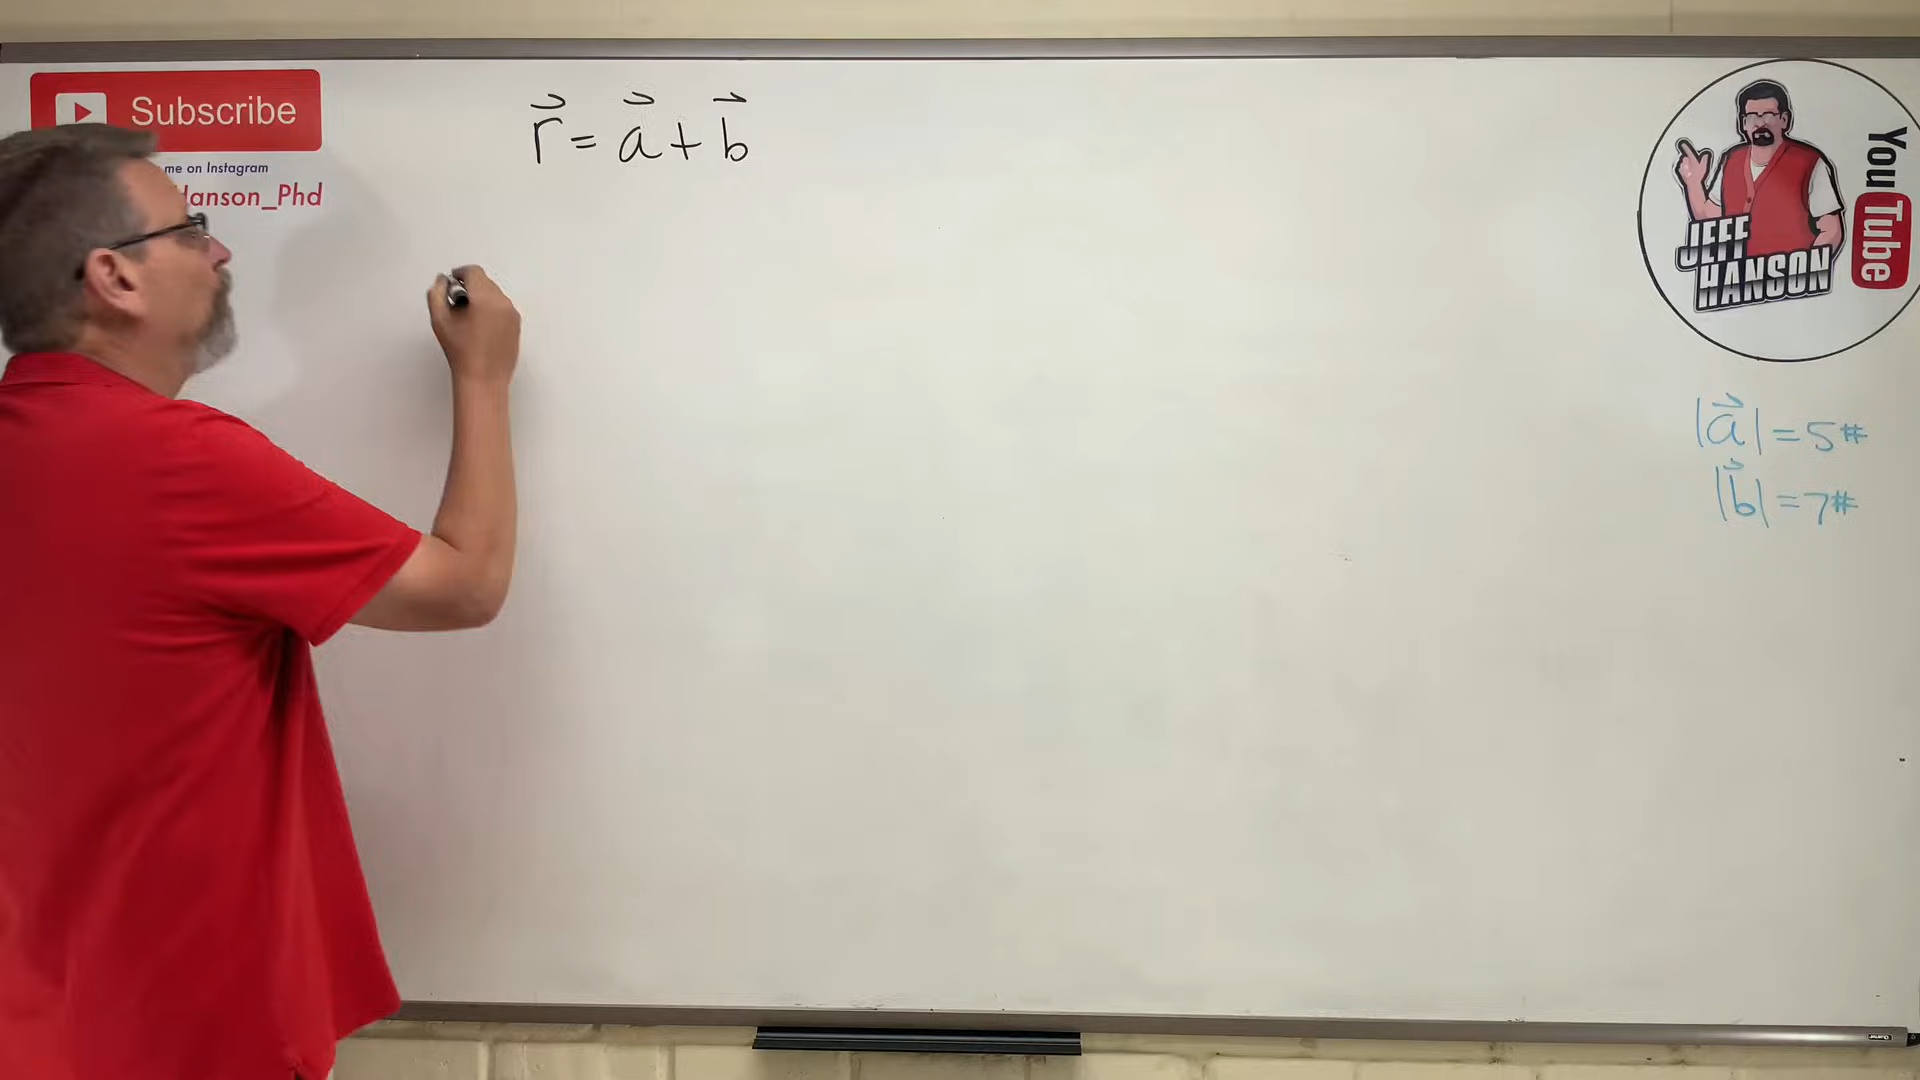 Subscribe
me on Instagram
Hanson_Phd
r⃗ = a⃗ + b⃗
JEFF
HANSON
YouTube
|a⃗| = 5#
|b⃗| = 7#